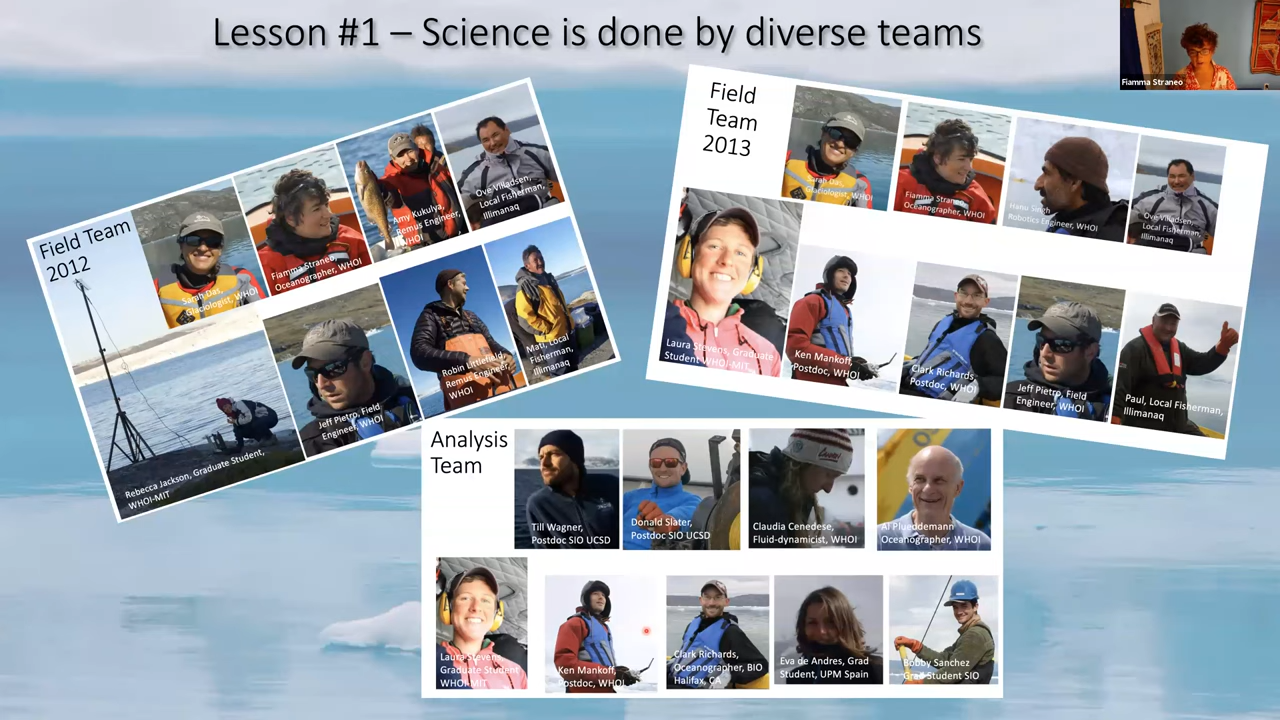 Lesson #1 – Science is done by diverse teams
Fiamma Straneo
Field Team
2012
Sarah Das,
Glaciologist, WHOI
Fiamma Straneo,
Oceanographer, WHOI
Amy Kukulya,
Remus Engineer,
WHOI
Ove Villadsen,
Local Fisherman,
Illimanaq
Rebecca Jackson, Graduate Student,
WHOI-MIT
Jeff Pietro, Field
Engineer, WHOI
Robin Littlefield,
Remus Engineer,
WHOI
Mati, Local
Fisherman,
Illimanaq
Field
Team
2013
Sarah Das,
Glaciologist, WHOI
Fiamma Straneo,
Oceanographer, WHOI
Hanu Singh
Robotics Engineer, WHOI
Ove Villadsen,
Local Fisherman,
Illimanaq
Laura Stevens, Graduate
Student WHOI-MIT
Ken Mankoff,
Postdoc, WHOI
Clark Richards,
Postdoc, WHOI
Jeff Pietro, Field
Engineer, WHOI
Paul, Local Fisherman,
Illimanaq
Analysis
Team
Till Wagner,
Postdoc SIO UCSD
Donald Slater,
Postdoc SIO UCSD
Claudia Cenedese,
Fluid-dynamicist, WHOI
Al Plueddemann
Oceanographer, WHOI
Laura Stevens,
Graduate Student,
WHOI-MIT
Ken Mankoff,
Postdoc, WHOI
Clark Richards,
Oceanographer, BIO
Halifax, CA
Eva de Andres, Grad
Student, UPM Spain
Bobby Sanchez
Grad Student SIO